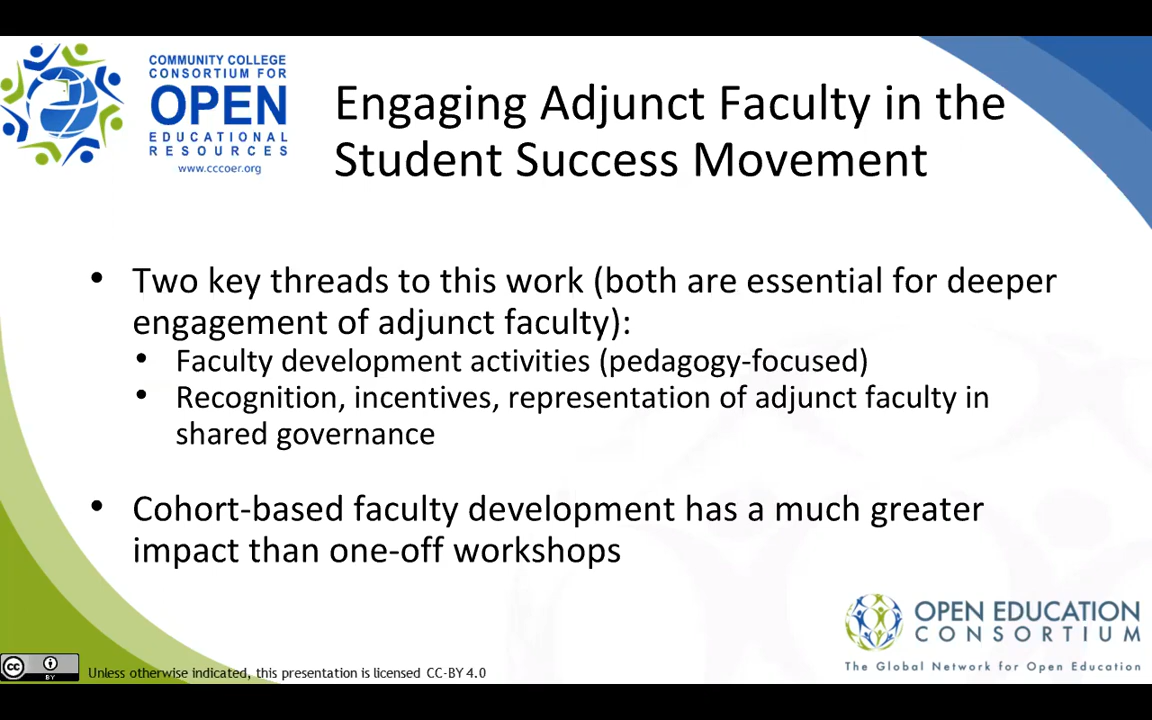 COMMUNITY COLLEGE
CONSORTIUM FOR
OPEN
EDUCATIONAL
RESOURCES
www.cccoer.org
Engaging Adjunct Faculty in the
Student Success Movement
• Two key threads to this work (both are essential for deeper
engagement of adjunct faculty):
• Faculty development activities (pedagogy-focused)
• Recognition, incentives, representation of adjunct faculty in
shared governance
• Cohort-based faculty development has a much greater
impact than one-off workshops
OPEN EDUCATION
CONSORTIUM
The Global Network for Open Education
cc
BY
Unless otherwise indicated, this presentation is licensed CC-BY 4.0